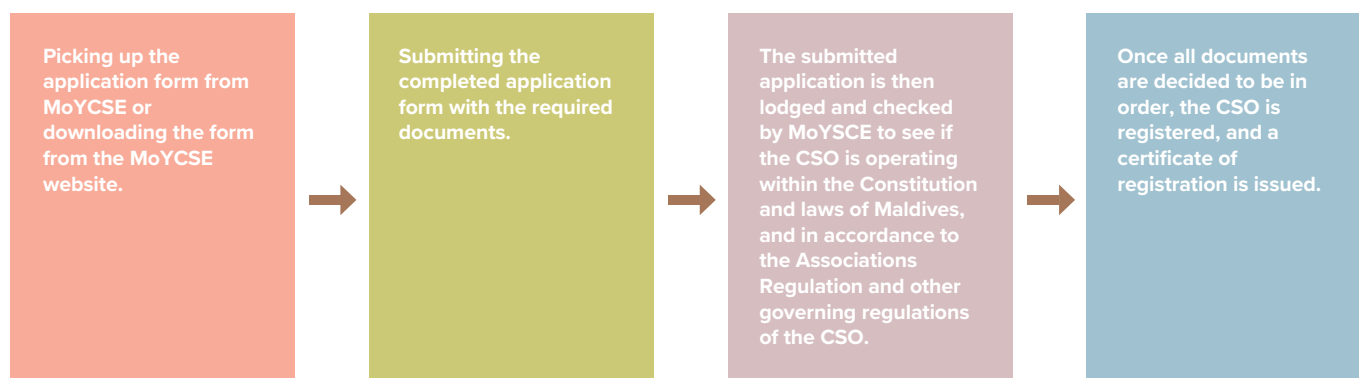 Picking up the
application form from
MoYCSE or
downloading the form
from the MoYCSE
website.
Submitting the
completed application
form with the required
documents.
The submitted
application is then
lodged and checked
by MoYSCE to see if
the CSO is operating
within the Constitution
and laws of Maldives,
and in accordance to
the Associations
Regulation and other
governing regulations
of the CSO.
Once all documents
are decided to be in
order, the CSO is
registered, and a
certificate of
registration is issued.